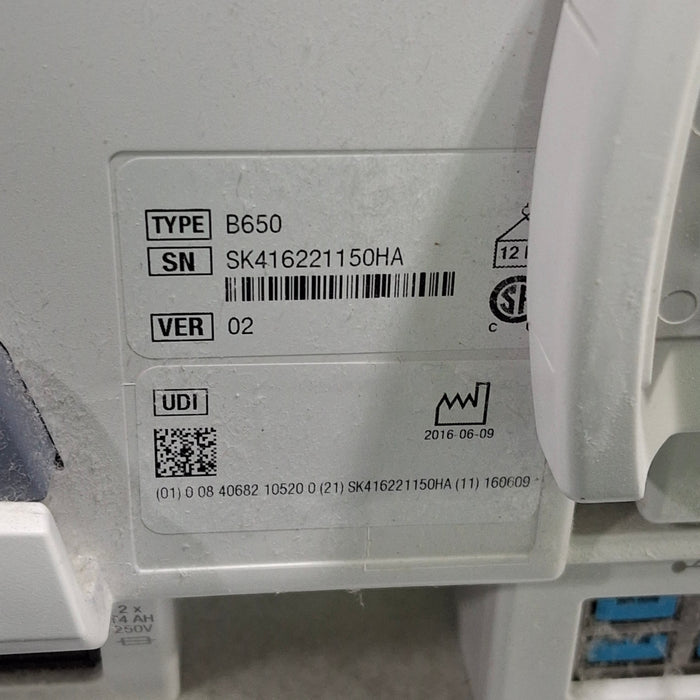 TYPE B650
SN SK416221150HA
12
VER 02
UDI
2016-06-09
(01) 0 08 40682 10520 0 (21) SK416221150HA (11) 160609
2 x
T4 AH
250V